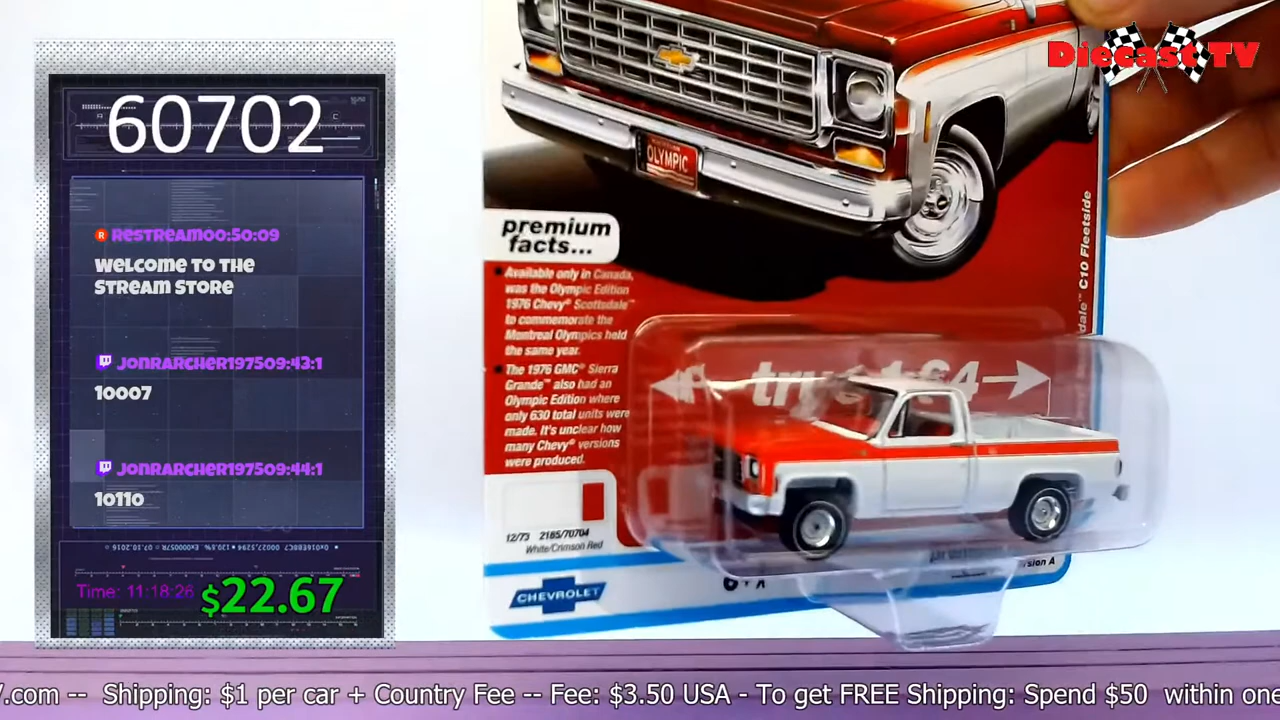 60702
Restream00:50:09
Welcome to the
Stream Store
JonRArcher197509:43:1
10007
JonRArcher197509:44:1
10110
Time: 11:18:26
$22.67
Diecast TV
OLYMPIC
premium
facts...
Available only in Canada,
was the Olympic Edition
1976 Chevy® Scottsdale™
to commemorate the
Montreal Olympics held
the same year.
The 1976 GMC® Sierra
Grande™ also had an
Olympic Edition where
only 630 total units were
made. It's unclear how
many Chevy® versions
were produced.
12/73 2185/70704
White/Crimson Red
CHEVROLET
dale™ C10 Fleetside
sion A
7.com -- Shipping: $1 per car + Country Fee -- Fee: $3.50 USA - To get FREE Shipping: Spend $50 within one